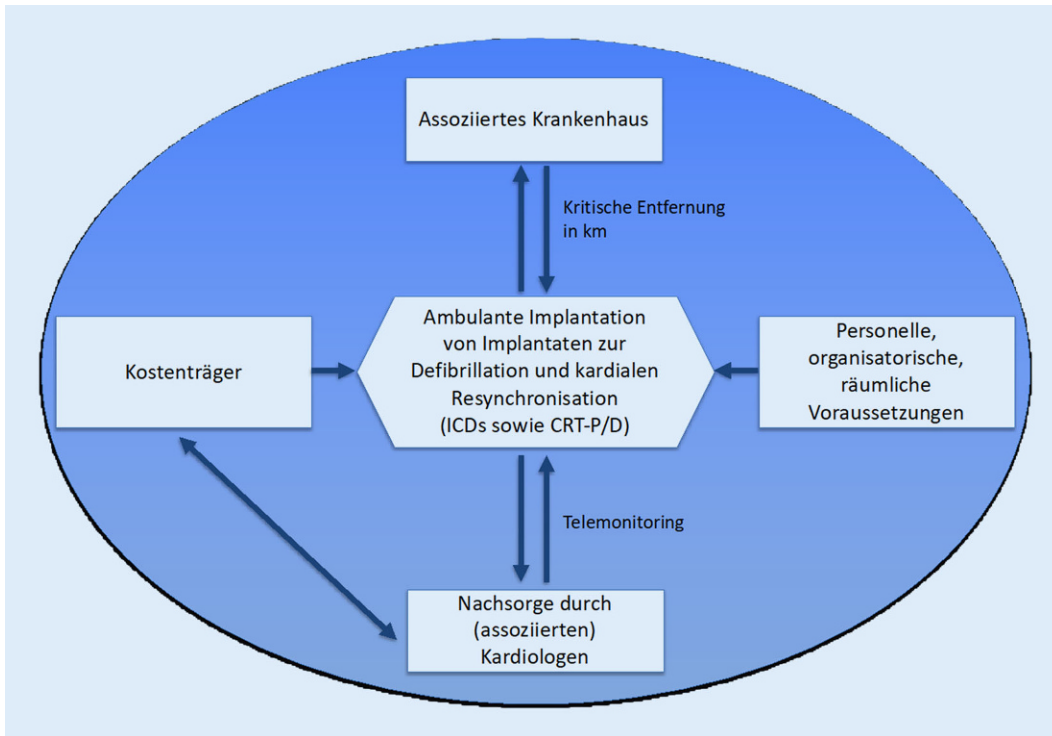 Assoziiertes Krankenhaus
Kritische Entfernung
in km
Kostenträger
Ambulante Implantation
von Implantaten zur
Defibrillation und kardialen
Resynchronisation
(ICDs sowie CRT-P/D)
Personelle,
organisatorische,
räumliche
Voraussetzungen
Telemonitoring
Nachsorge durch
(assoziierten)
Kardiologen